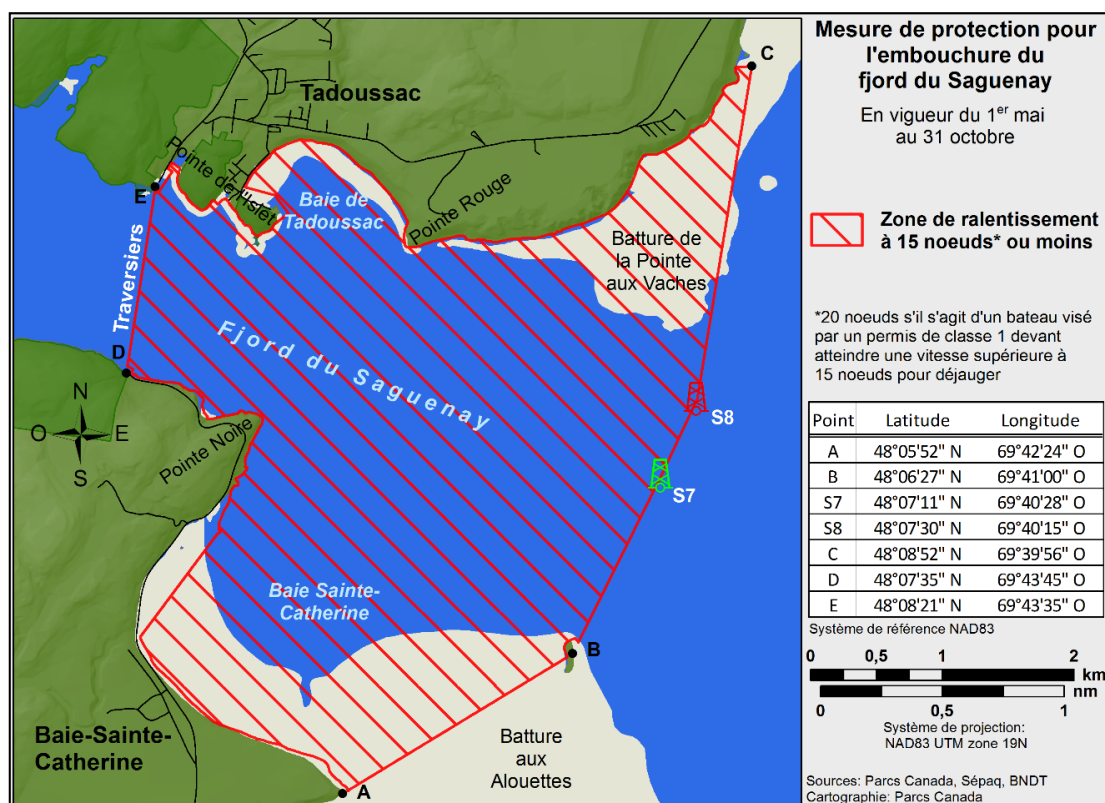 Mesure de protection pour
l'embouchure du
fjord du Saguenay
En vigueur du 1er mai
au 31 octobre
Zone de ralentissement
à 15 noeuds* ou moins
*20 noeuds s'il s'agit d'un bateau visé
par un permis de classe 1 devant
atteindre une vitesse supérieure à
15 noeuds pour déjauger
Point Latitude Longitude
A 48°05'52" N 69°42'24" O
B 48°06'27" N 69°41'00" O
S7 48°07'11" N 69°40'28" O
S8 48°07'30" N 69°40'15" O
C 48°08'52" N 69°39'56" O
D 48°07'35" N 69°43'45" O
E 48°08'21" N 69°43'35" O
Système de référence NAD83
0 0,5 1 2
km
nm
0 0,5 1
Système de projection:
NAD83 UTM zone 19N
Sources: Parcs Canada, Sépaq, BNDT
Cartographie: Parcs Canada
C
Tadoussac
Pointe de l'Islet
E
Baie de
Tadoussac
Pointe Rouge
Batture de
la Pointe
aux Vaches
Traversiers
Fjord du Saguenay
D
N
O E
S
Pointe Noire
S8
S7
Baie Sainte-
Catherine
B
Baie-Sainte-
Catherine
Batture
aux
Alouettes
A